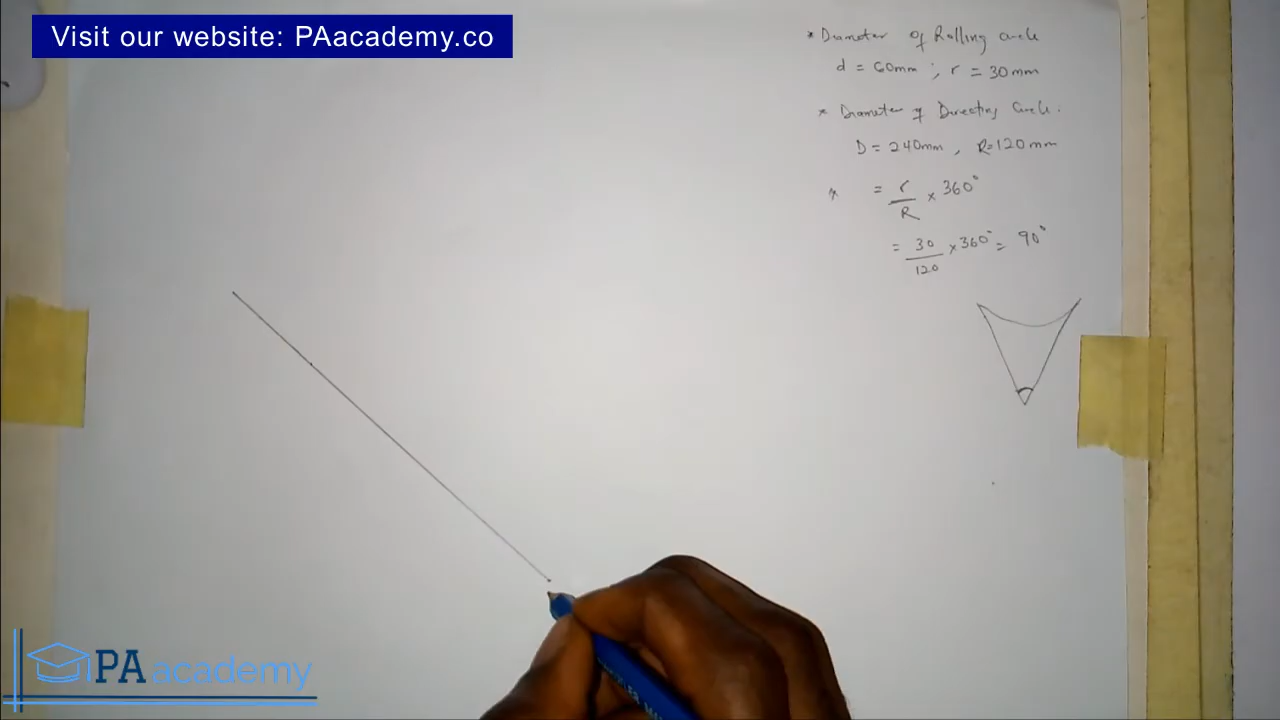 Visit our website: PAacademy.co
* Diameter of Rolling circle
d = 60mm ; r = 30mm
* Diameter of Directing Circle.
D = 240mm , R=120mm
* = r/R × 360°
= 30/120 × 360° = 90°
PA academy